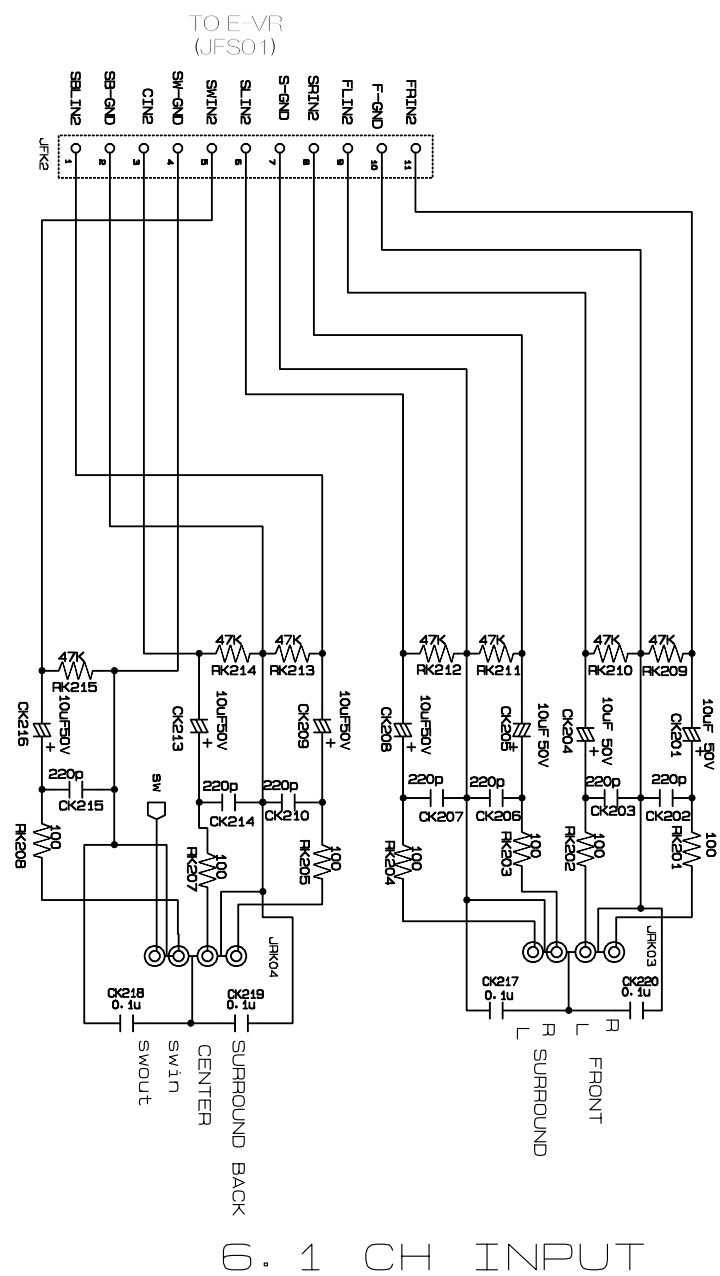 TO E-VR
(JFS01)
SBLIN2
SB-GND
CIN2
SW-GND
SWIN2
SLIN2
S-GND
SRIN2
FLIN2
F-GND
FRIN2
JFK2
1
2
3
4
5
6
7
8
9
10
11
47K
RK215
47K
RK214
47K
RK213
47K
RK212
47K
RK211
47K
RK210
47K
RK209
CK216
10uF50V
+
CK213
10uF50V
+
CK209
10uF50V
+
CK208
10uF50V
+
CK205
10uF 50V
+
CK204
10uF 50V
+
CK201
10uF 50V
+
220p
CK215
220p
CK214
220p
CK210
220p
CK207
220p
CK206
220p
CK203
220p
CK202
SW
RK208
100
RK207
100
RK205
100
RK204
100
RK203
100
RK202
100
RK201
100
JRK04
JRK03
CK218
0.1u
CK219
0.1u
CK217
0.1u
CK220
0.1u
swout
swin
CENTER
SURROUND BACK
L
R
SURROUND
L
R
FRONT
6.1 CH INPUT